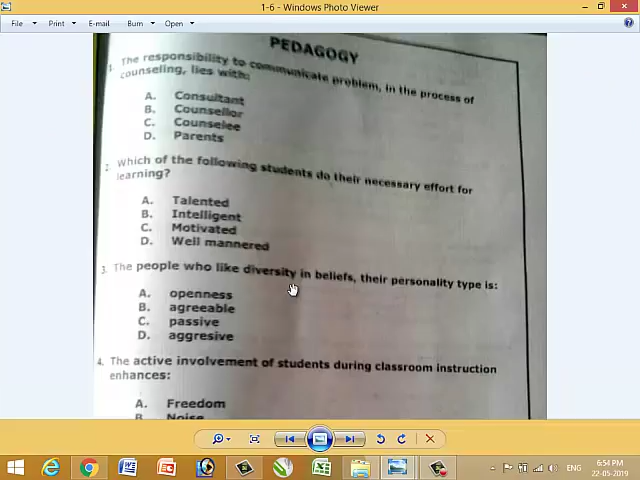 1-6 - Windows Photo Viewer
File Print E-mail Burn Open
PEDAGOGY
1. The responsibility to communicate problem, in the process of
counseling, lies with:
A. Consultant
B. Counsellor
C. Counselee
D. Parents
2. Which of the following students do their necessary effort for
learning?
A. Talented
B. Intelligent
C. Motivated
D. Well mannered
3. The people who like diversity in beliefs, their personality type is:
A. openness
B. agreeable
C. passive
D. aggresive
4. The active involvement of students during classroom instruction
enhances:
A. Freedom
B. Noise
ENG
6:54 PM
22-05-2019